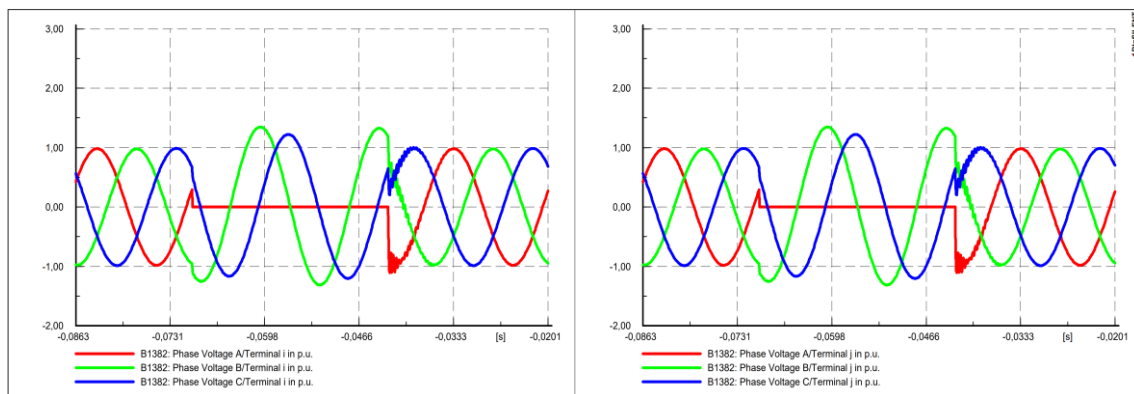 3,00
2,00
1,00
0,00
-1,00
-2,00
-0,0863 -0,0731 -0,0598 -0,0466 -0,0333 [s] -0,0201
B1382: Phase Voltage A/Terminal i in p.u.
B1382: Phase Voltage B/Terminal i in p.u.
B1382: Phase Voltage C/Terminal i in p.u.
3,00
2,00
1,00
0,00
-1,00
-2,00
-0,0863 -0,0731 -0,0598 -0,0466 -0,0333 [s] -0,0201
B1382: Phase Voltage A/Terminal j in p.u.
B1382: Phase Voltage B/Terminal j in p.u.
B1382: Phase Voltage C/Terminal j in p.u.